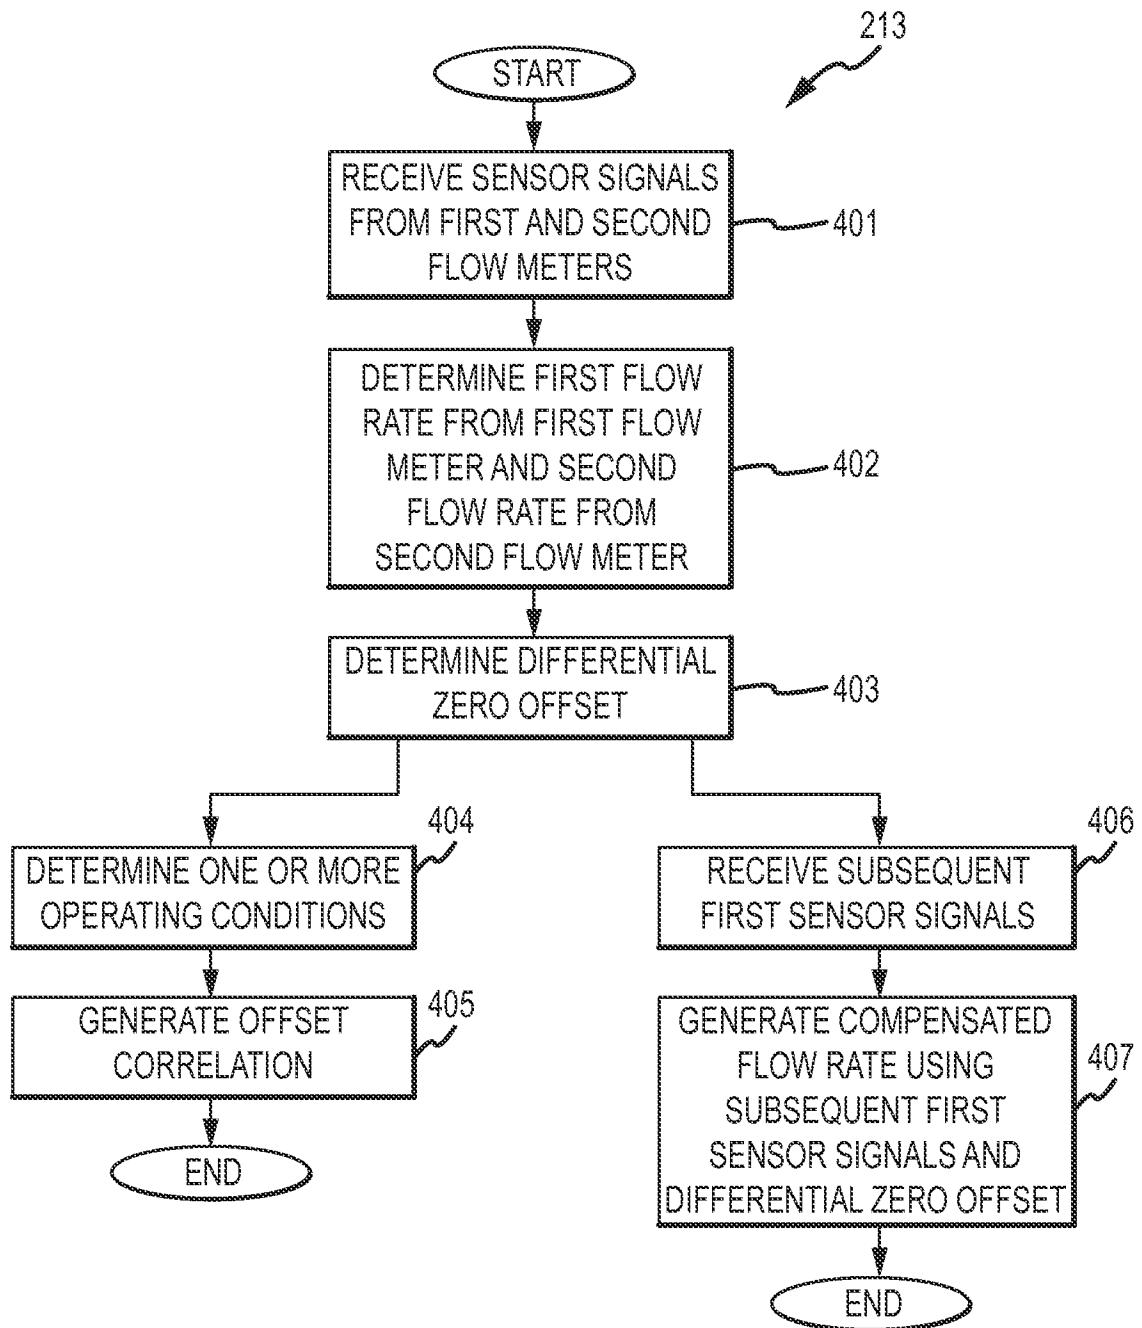 213
START
RECEIVE SENSOR SIGNALS
FROM FIRST AND SECOND
FLOW METERS
401
DETERMINE FIRST FLOW
RATE FROM FIRST FLOW
METER AND SECOND
FLOW RATE FROM
SECOND FLOW METER
402
DETERMINE DIFFERENTIAL
ZERO OFFSET
403
404
DETERMINE ONE OR MORE
OPERATING CONDITIONS
405
GENERATE OFFSET
CORRELATION
END
406
RECEIVE SUBSEQUENT
FIRST SENSOR SIGNALS
GENERATE COMPENSATED
FLOW RATE USING
SUBSEQUENT FIRST
SENSOR SIGNALS AND
DIFFERENTIAL ZERO OFFSET
407
END